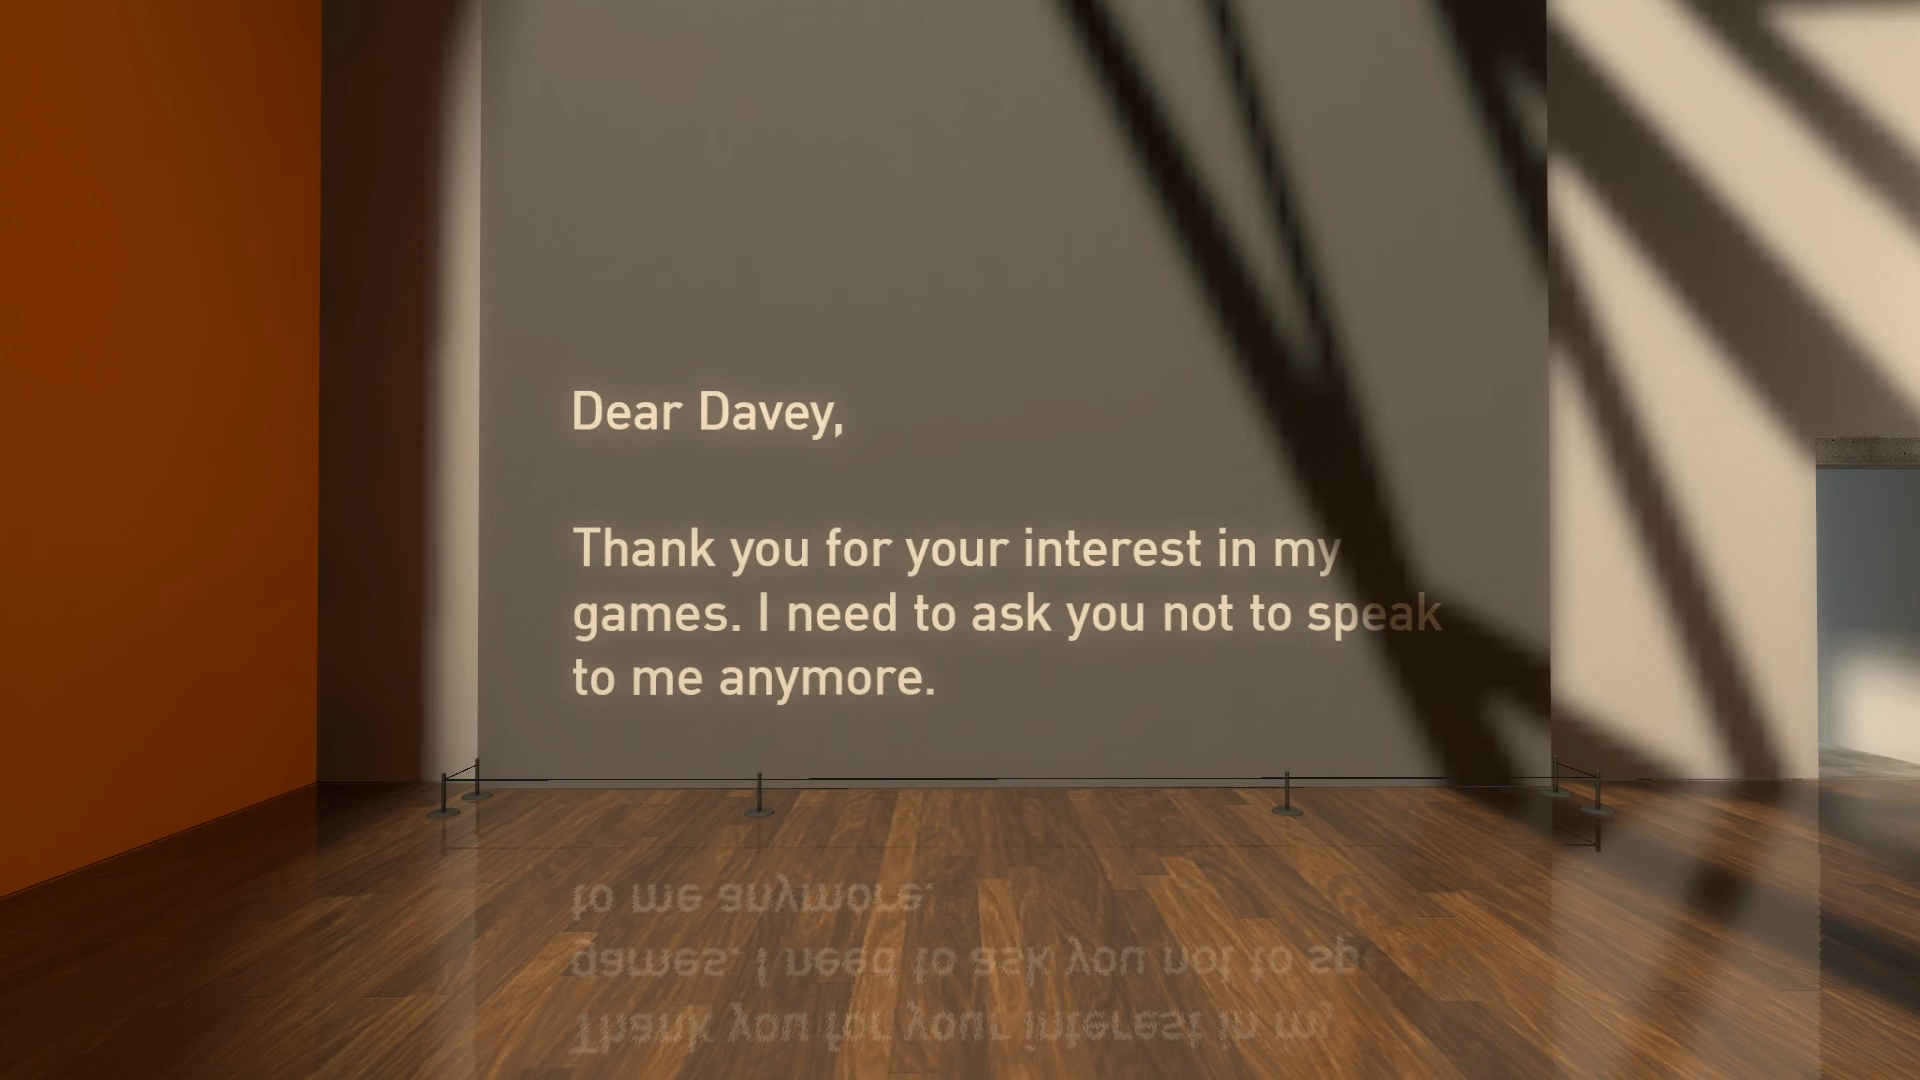 Dear Davey,
Thank you for your interest in my
games. I need to ask you not to speak
to me anymore.